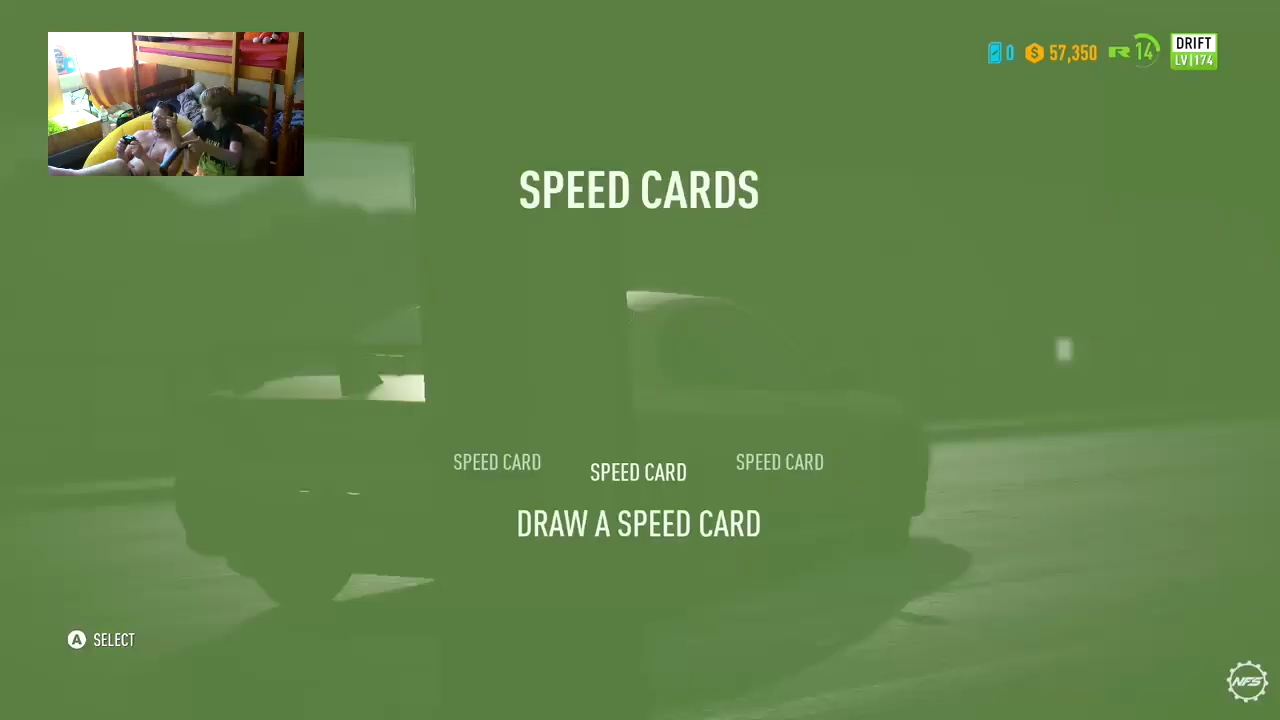 0 57,350 R 14 DRIFT
LV|174
SPEED CARDS
SPEED CARD SPEED CARD SPEED CARD
DRAW A SPEED CARD
A SELECT
NFS